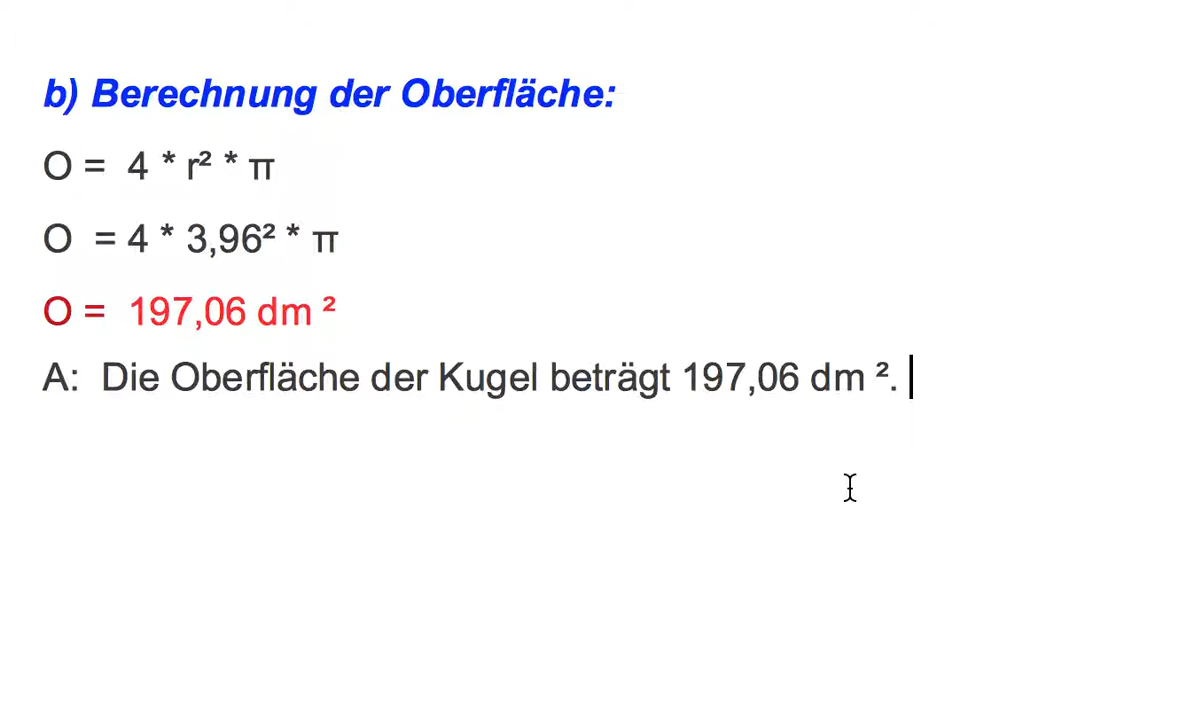 b) Berechnung der Oberfläche:
O = 4 * r² * π
O = 4 * 3,96² * π
O = 197,06 dm ²
A: Die Oberfläche der Kugel beträgt 197,06 dm ².